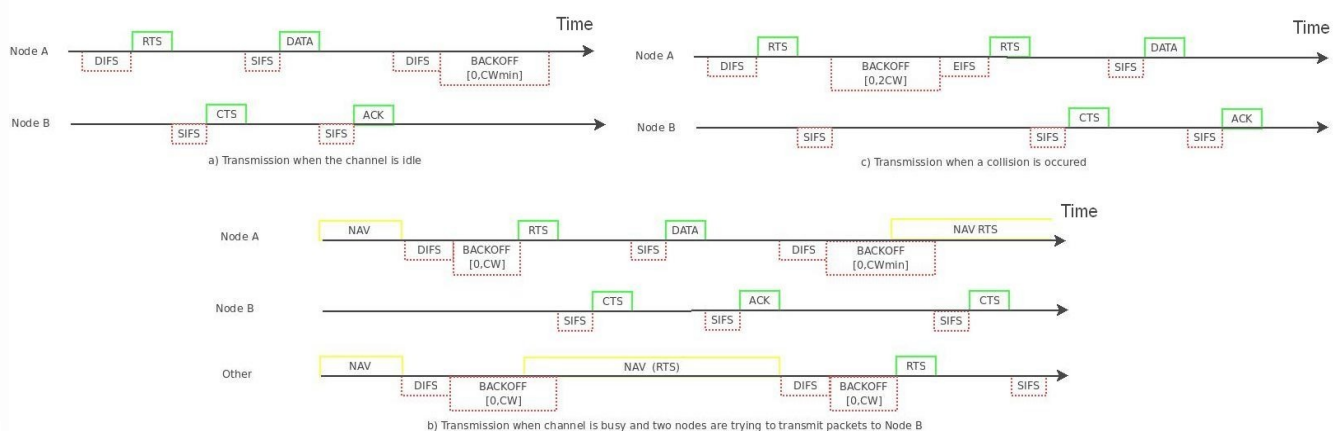 Time
Node A
RTS
DATA
DIFS
SIFS
DIFS
BACKOFF
[0,CWmin]
Node B
CTS
ACK
SIFS
SIFS
a) Transmission when the channel is idle
Time
Node A
RTS
RTS
DATA
DIFS
BACKOFF
[0,2CW]
EIFS
SIFS
Node B
CTS
ACK
SIFS
SIFS
SIFS
c) Transmission when a collision is occured
Time
Node A
NAV
RTS
DATA
NAV RTS
DIFS
BACKOFF
[0,CW]
SIFS
DIFS
BACKOFF
[0,CWmin]
Node B
CTS
ACK
CTS
SIFS
SIFS
SIFS
Other
NAV
NAV (RTS)
RTS
DIFS
BACKOFF
[0,CW]
DIFS
BACKOFF
[0,CW]
SIFS
b) Transmission when channel is busy and two nodes are trying to transmit packets to Node B